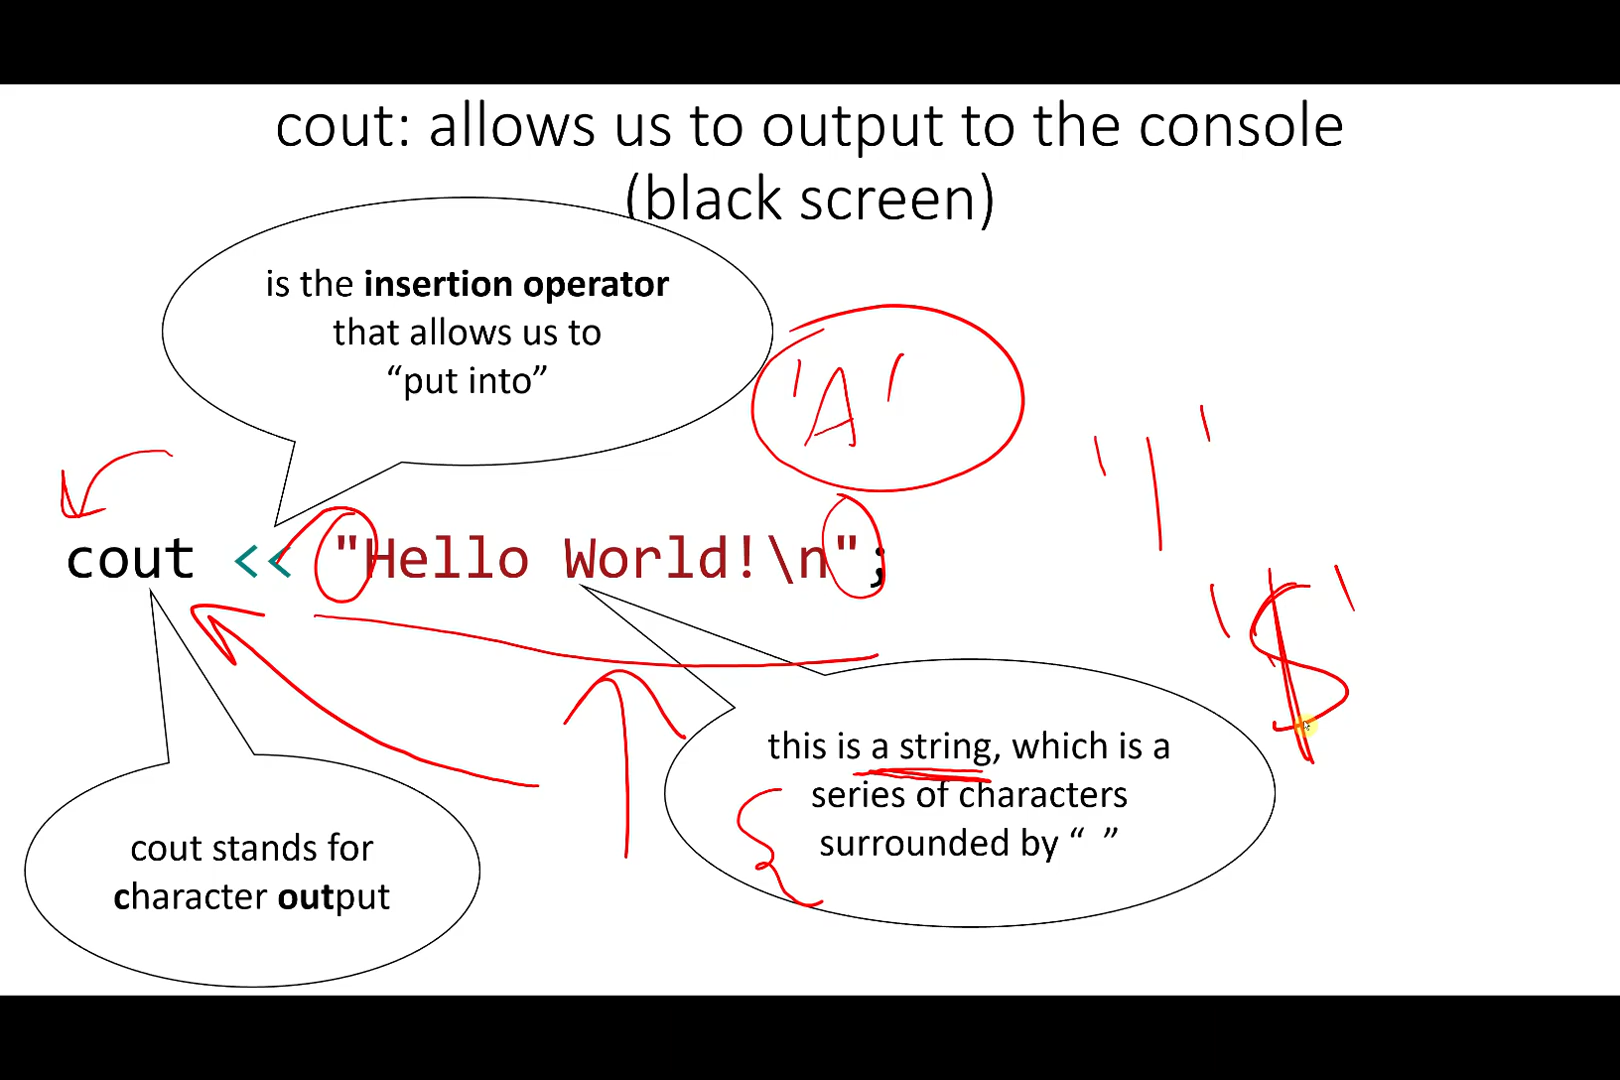 cout: allows us to output to the console
(black screen)
is the insertion operator
that allows us to
“put into”
'A'
'1'
cout << "Hello World!\n";
'$'
this is a string, which is a
series of characters
surrounded by “ ”
cout stands for
character output